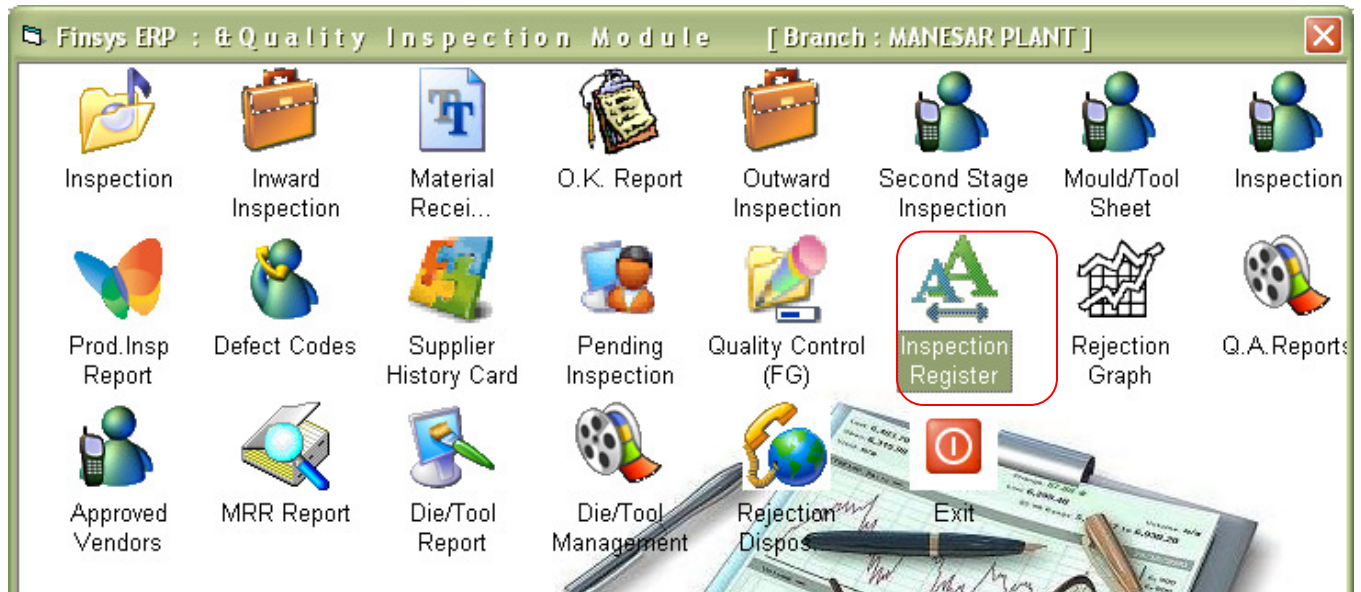 Finsys ERP : & Quality Inspection Module [ Branch : MANESAR PLANT ]
Inspection
Inward
Inspection
Material
Recei...
O.K. Report
Outward
Inspection
Second Stage
Inspection
Mould/Tool
Sheet
Inspection
Prod.Insp
Report
Defect Codes
Supplier
History Card
Pending
Inspection
Quality Control
(FG)
Inspection
Register
Rejection
Graph
Q.A.Reports
Approved
Vendors
MRR Report
Die/Tool
Report
Die/Tool
Management
Rejection
Dispos...
Exit